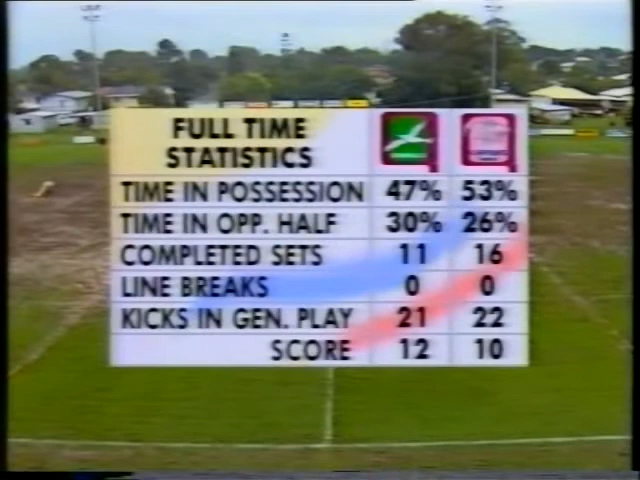 FULL TIME
STATISTICS
TIME IN POSSESSION 47% 53%
TIME IN OPP. HALF 30% 26%
COMPLETED SETS 11 16
LINE BREAKS 0 0
KICKS IN GEN. PLAY 21 22
SCORE 12 10